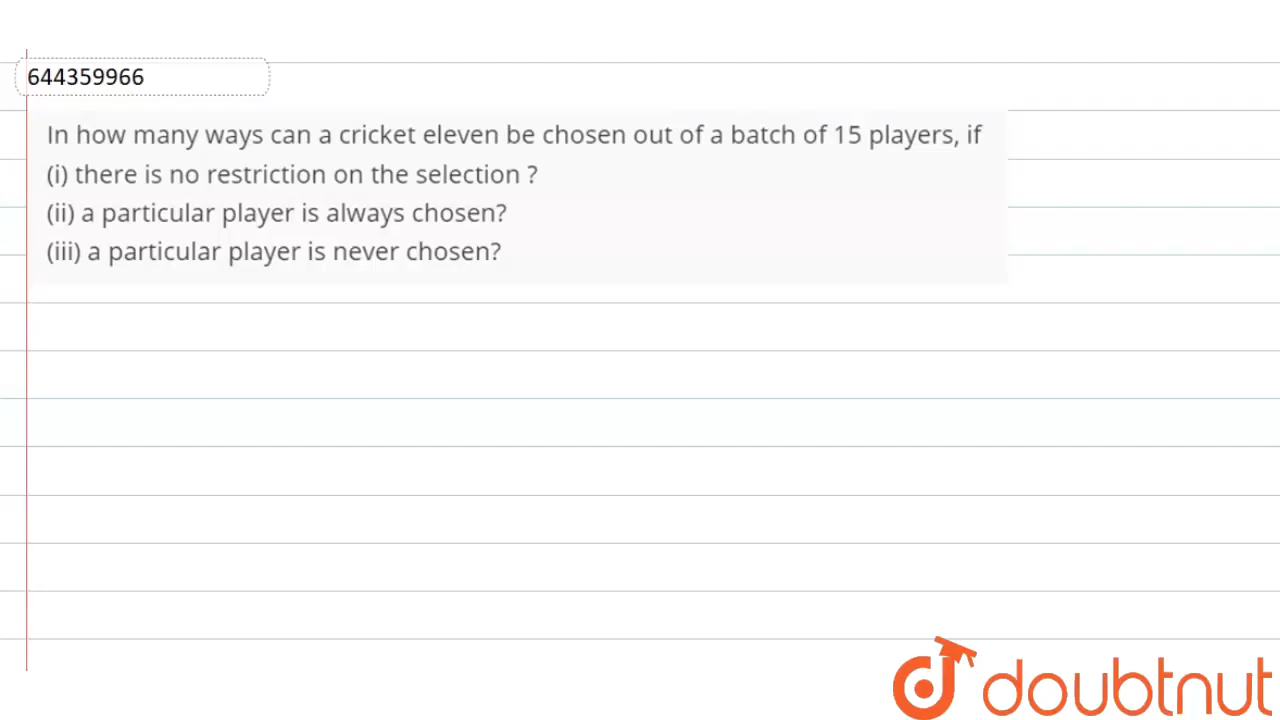 644359966
In how many ways can a cricket eleven be chosen out of a batch of 15 players, if
(i) there is no restriction on the selection ?
(ii) a particular player is always chosen?
(iii) a particular player is never chosen?
doubtnut